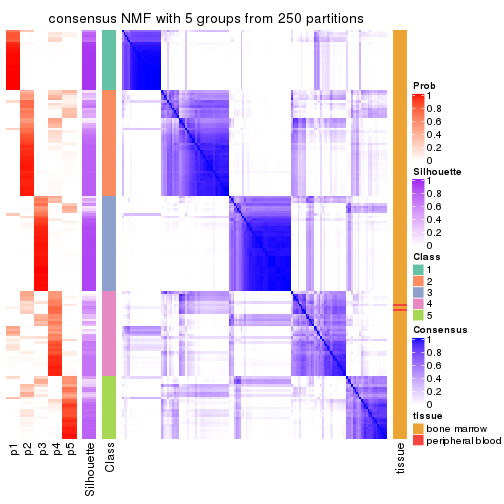 consensus NMF with 5 groups from 250 partitions
Prob
1
0.8
0.6
0.4
0.2
0
Silhouette
1
0.8
0.6
0.4
0.2
0
Class
1
2
3
4
5
Consensus
1
0.8
0.6
0.4
0.2
0
tissue
bone marrow
peripheral blood
p1
p2
p3
p4
p5
Silhouette
Class
tissue